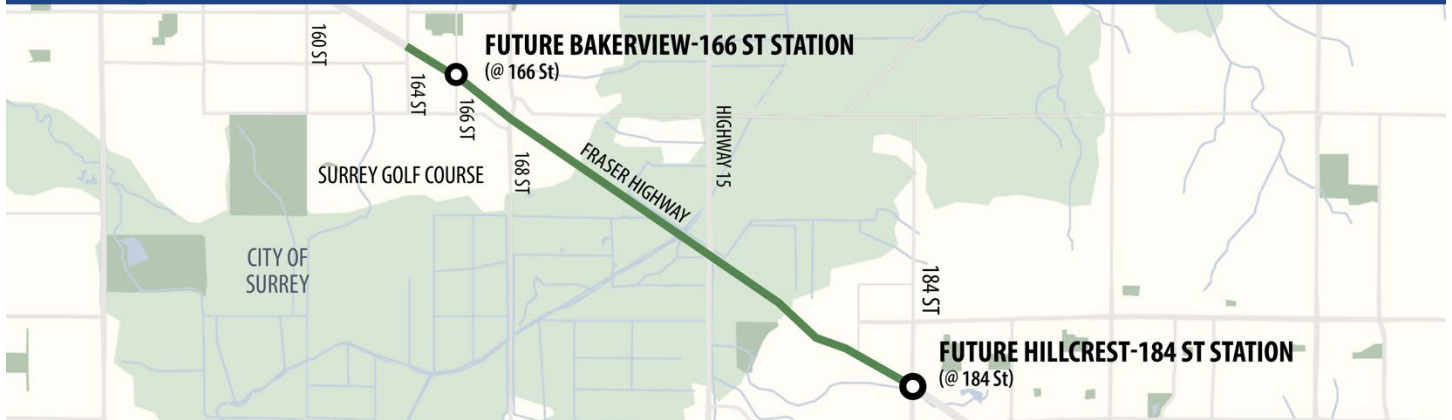 FUTURE BAKERVIEW-166 ST STATION
(@ 166 St)
160 ST
164 ST
166 ST
168 ST
HIGHWAY 15
FRASER HIGHWAY
SURREY GOLF COURSE
CITY OF
SURREY
184 ST
FUTURE HILLCREST-184 ST STATION
(@ 184 St)